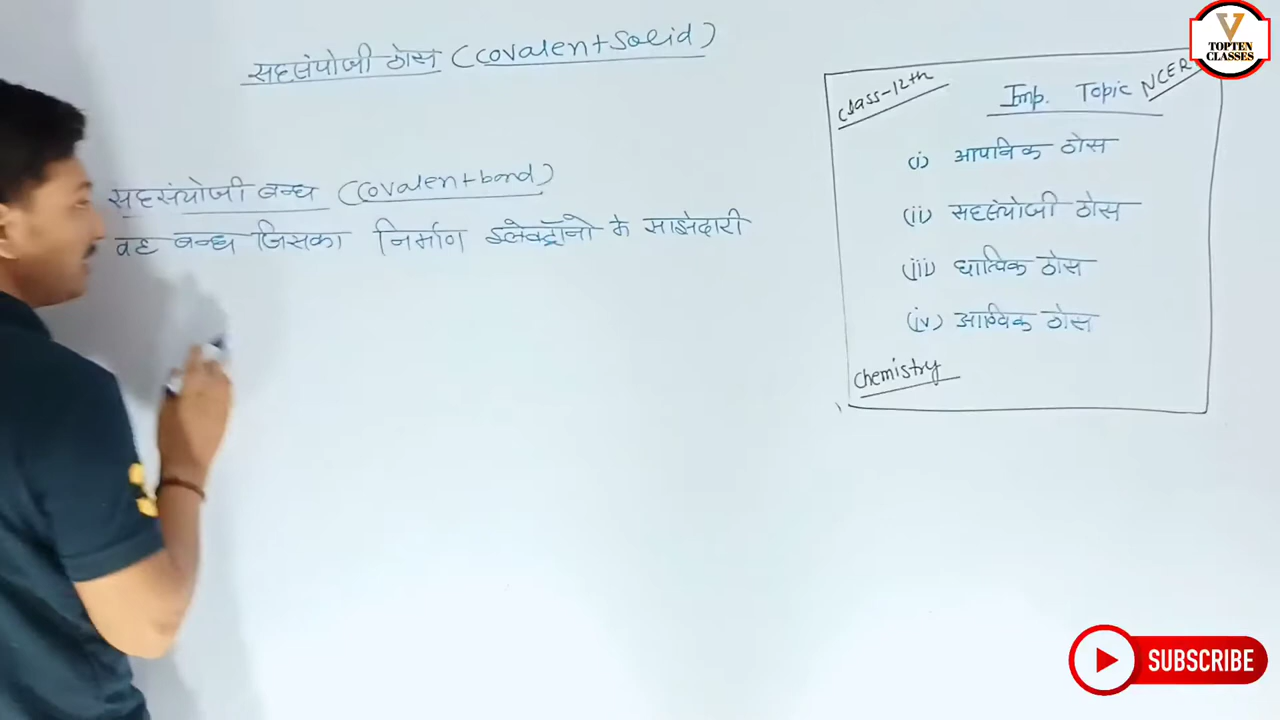 सहसंयोजी ठोस (Covalent Solid)
सहसंयोजी बन्ध (Covalent bond)
वह बन्ध जिसका निर्माण इलेक्ट्रॉनो के साझेदारी
Class-12th
Imp. Topic NCER
(i) आयनिक ठोस
(ii) सहसंयोजी ठोस
(iii) धात्विक ठोस
(iv) आण्विक ठोस
Chemistry
V
TOPTEN
CLASSES
SUBSCRIBE